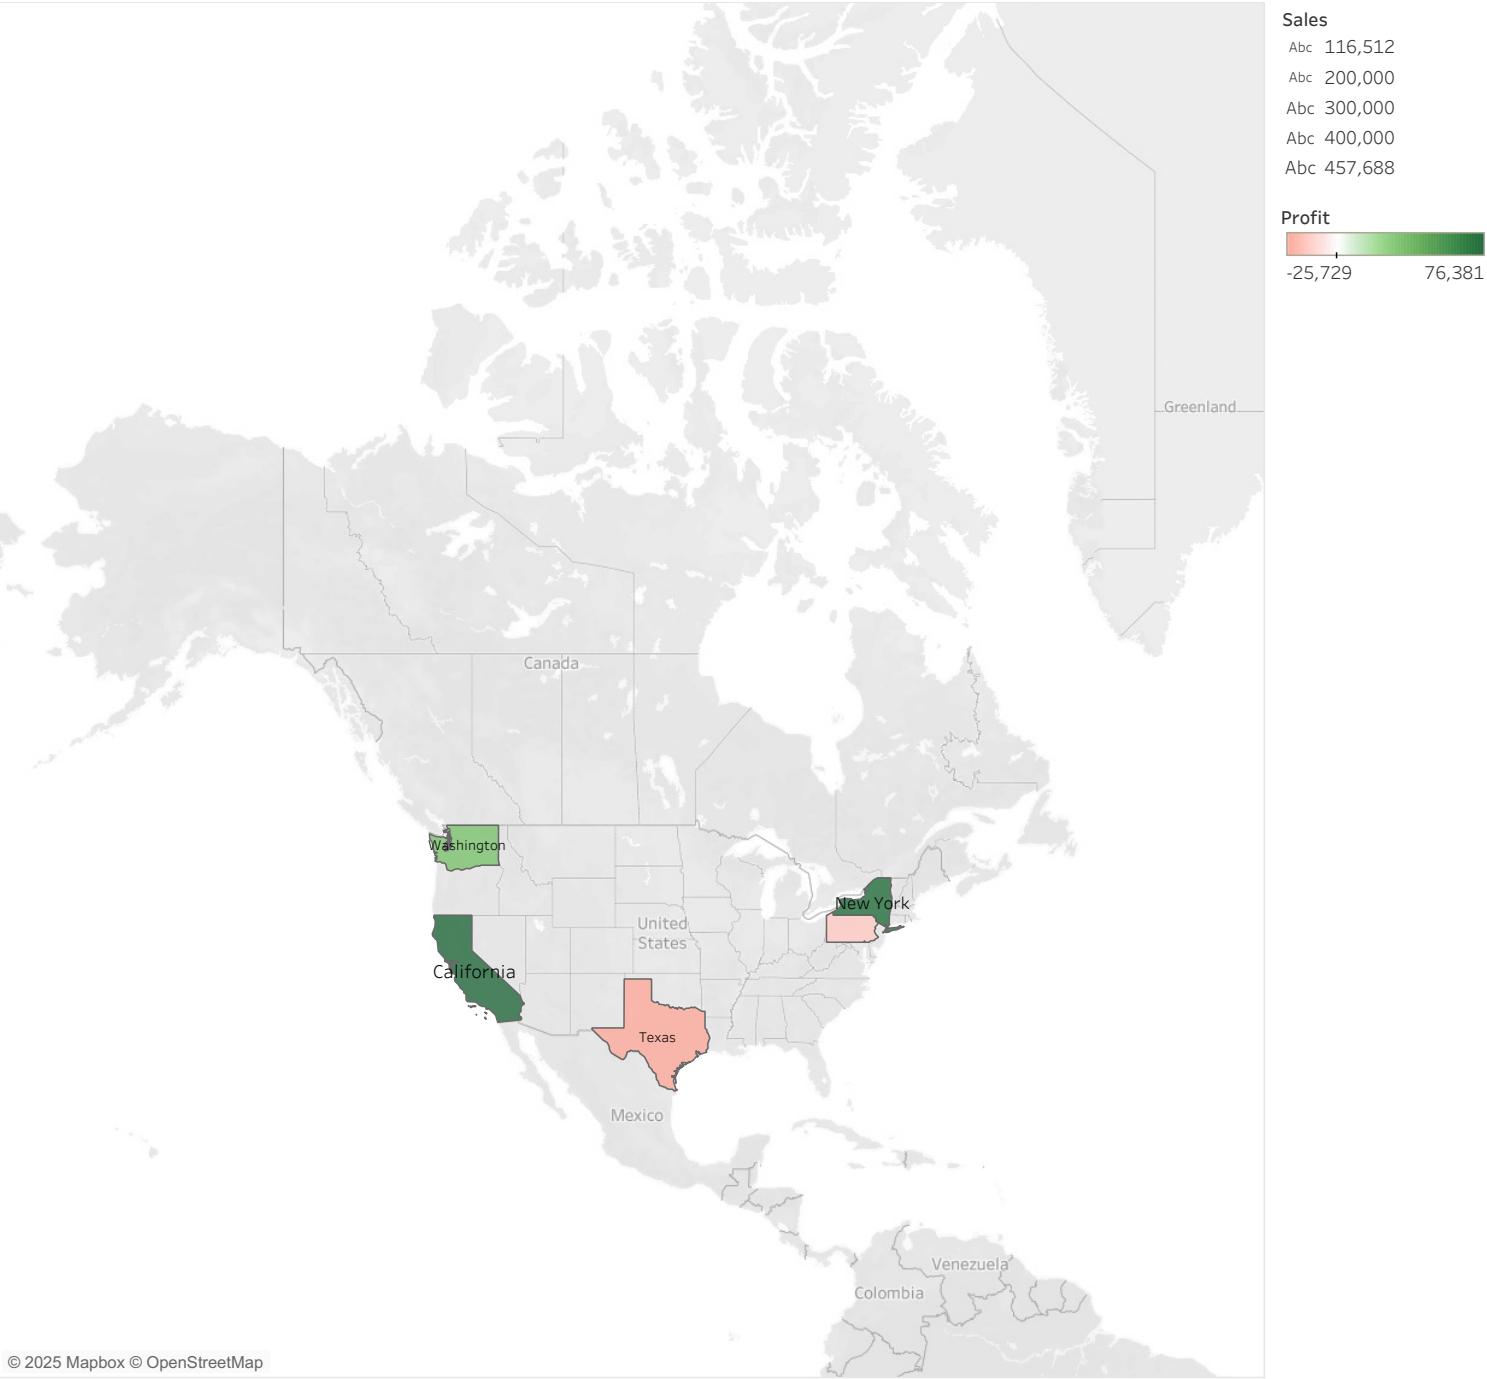 Sales
Abc 116,512
Abc 200,000
Abc 300,000
Abc 400,000
Abc 457,688
Profit
-25,729 76,381
Greenland
Canada
Washington
New York
United
States
California
Texas
Mexico
Venezuela
Colombia
© 2025 Mapbox © OpenStreetMap